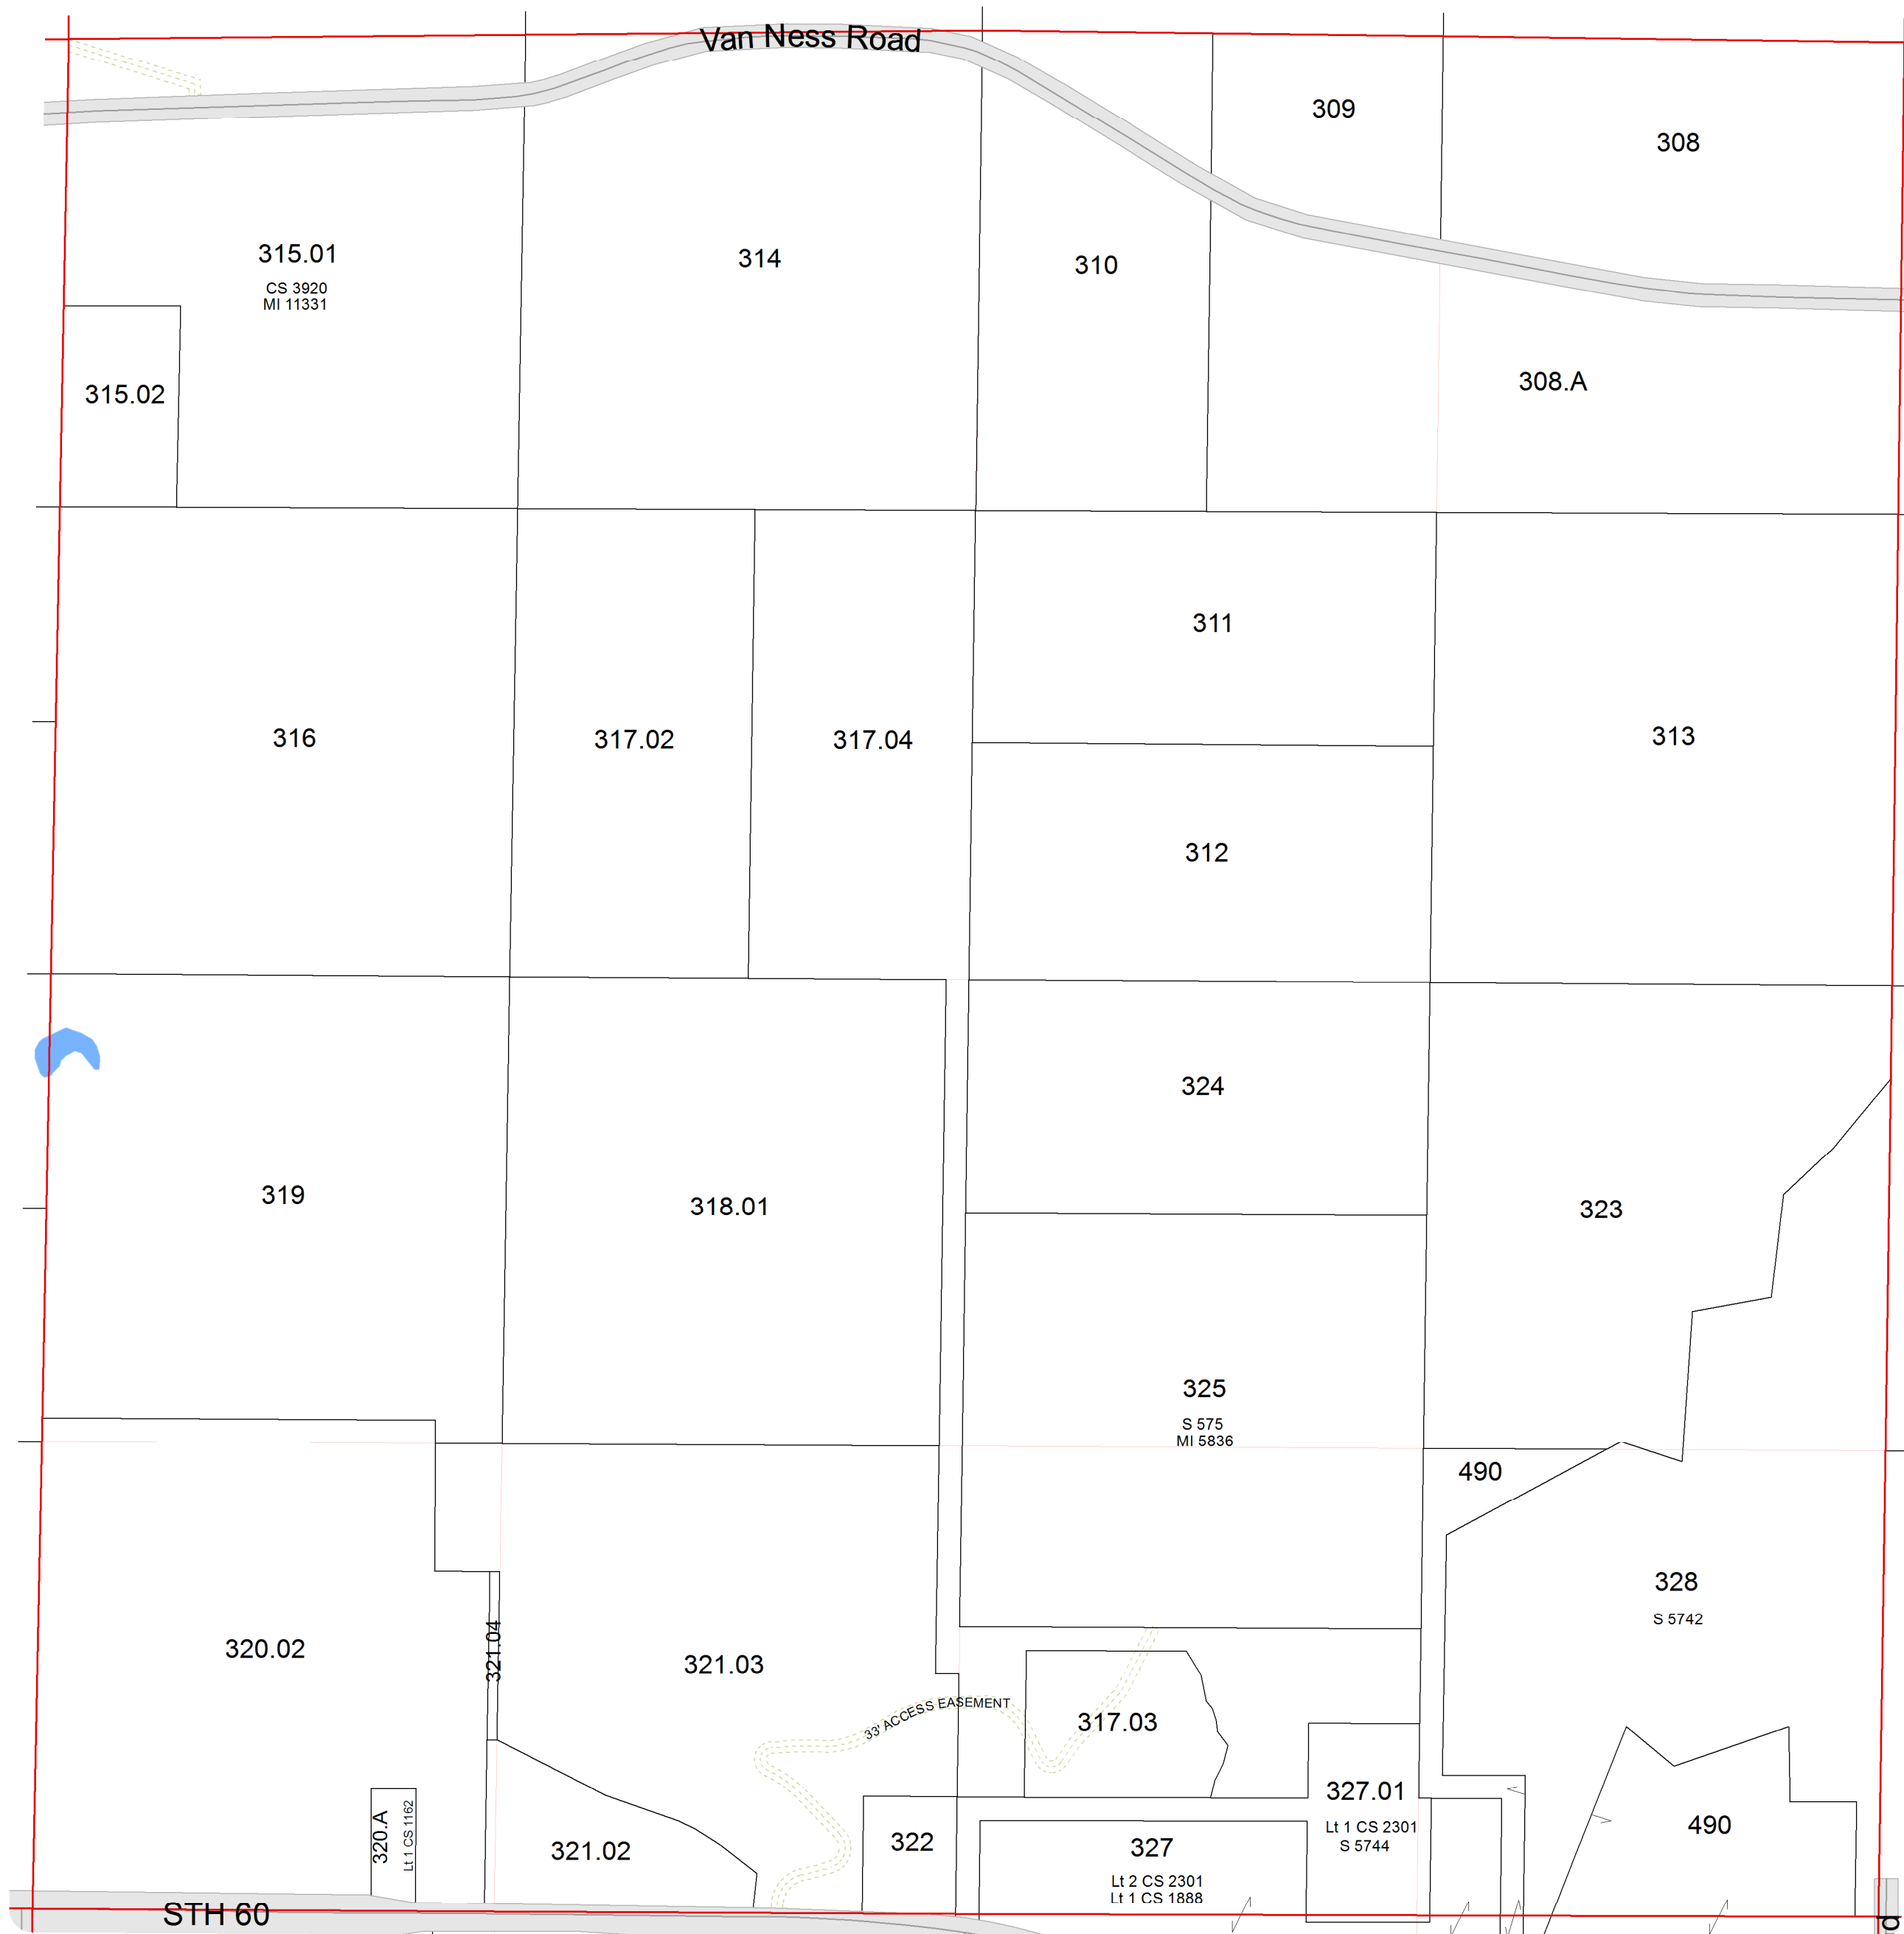 Van Ness Road
309
308
315.01
CS 3920
MI 11331
314
310
315.02
308.A
311
316
317.02
317.04
313
312
324
319
318.01
323
325
S 575
MI 5836
490
328
S 5742
320.02
321.04
321.03
33' ACCESS EASEMENT
317.03
327.01
Lt 1 CS 2301
S 5744
320.A
Lt 1 CS 1162
321.02
322
327
Lt 2 CS 2301
Lt 1 CS 1888
490
STH 60
d